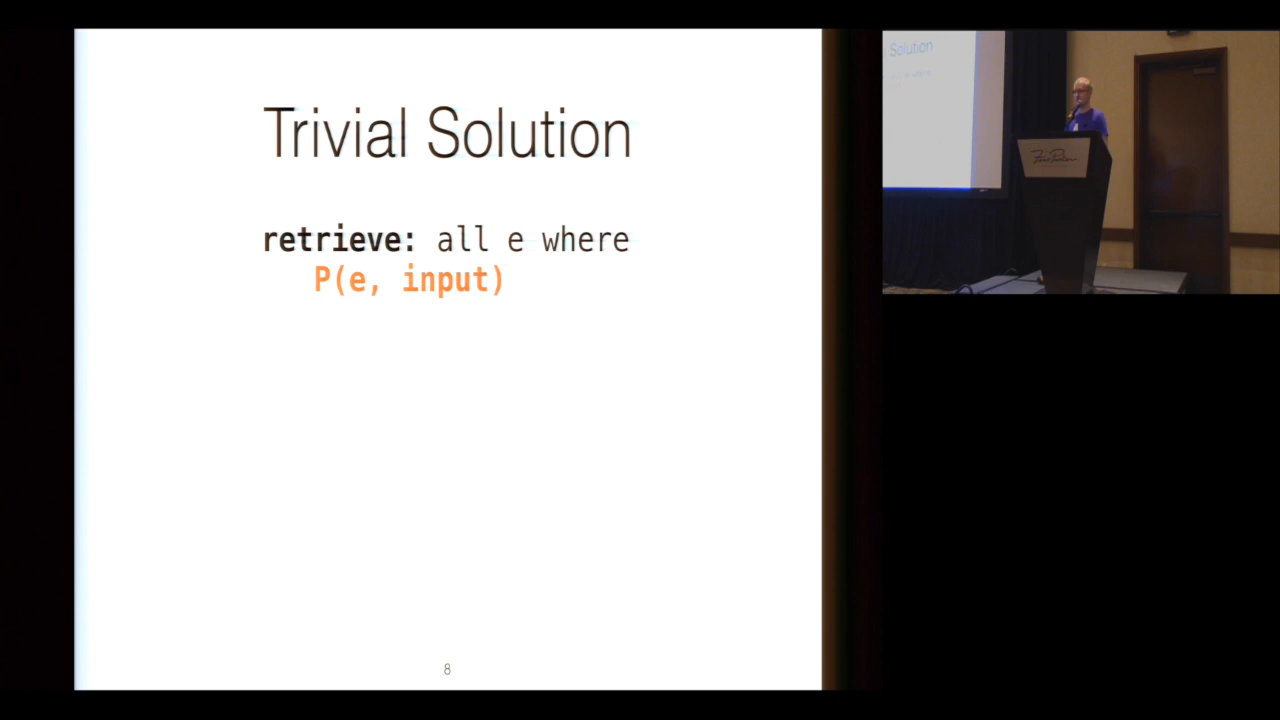 Trivial Solution
retrieve: all e where
P(e, input)
8
Solution